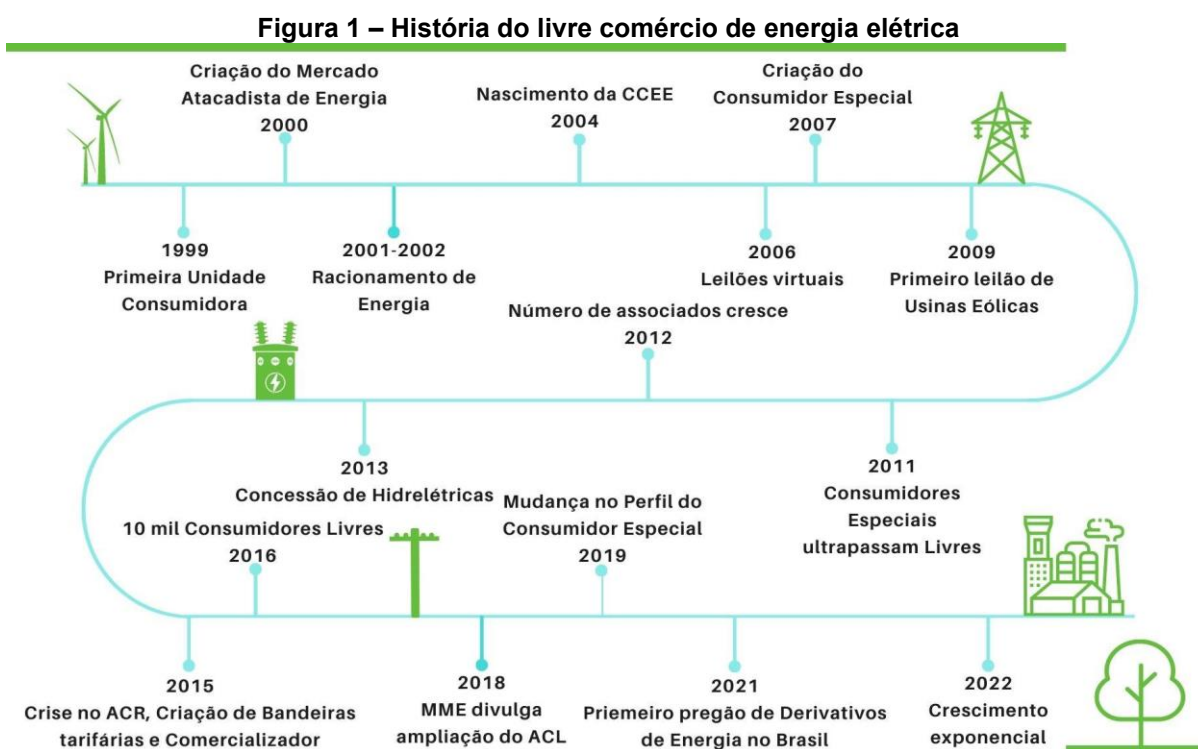 Figura 1 – História do livre comércio de energia elétrica
Criação do Mercado
Atacadista de Energia
2000
Nascimento da CCEE
2004
Criação do
Consumidor Especial
2007
1999
Primeira Unidade
Consumidora
2001-2002
Racionamento de
Energia
2006
Leilões virtuais
2009
Primeiro leilão de
Usinas Eólicas
Número de associados cresce
2012
2013
Concessão de Hidrelétricas
2011
Consumidores
Especiais
ultrapassam Livres
10 mil Consumidores Livres
2016
Mudança no Perfil do
Consumidor Especial
2019
2015
Crise no ACR, Criação de Bandeiras
tarifárias e Comercializador
2018
MME divulga
ampliação do ACL
2021
Priemeiro pregão de Derivativos
de Energia no Brasil
2022
Crescimento
exponencial